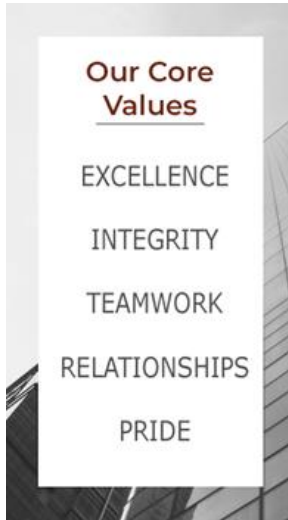 Our Core
Values
EXCELLENCE
INTEGRITY
TEAMWORK
RELATIONSHIPS
PRIDE